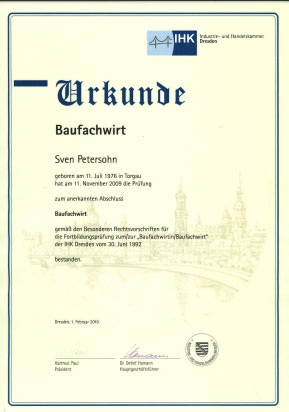 IHK Industrie- und Handelskammer
Dresden
Urkunde
Baufachwirt
Sven Petersohn
geboren am 11. Juli 1976 in Torgau
hat am 11. November 2009 die Prüfung
zum anerkannten Abschluss
Baufachwirt
gemäß den Besonderen Rechtsvorschriften für
die Fortbildungsprüfung zum/zur „Baufachwirtin/Baufachwirt"
der IHK Dresden vom 30. Juni 1992
bestanden.
Dresden, 1. Februar 2010
Hartmut Paul
Präsident
Dr. Detlef Hamann
Hauptgeschäftsführer